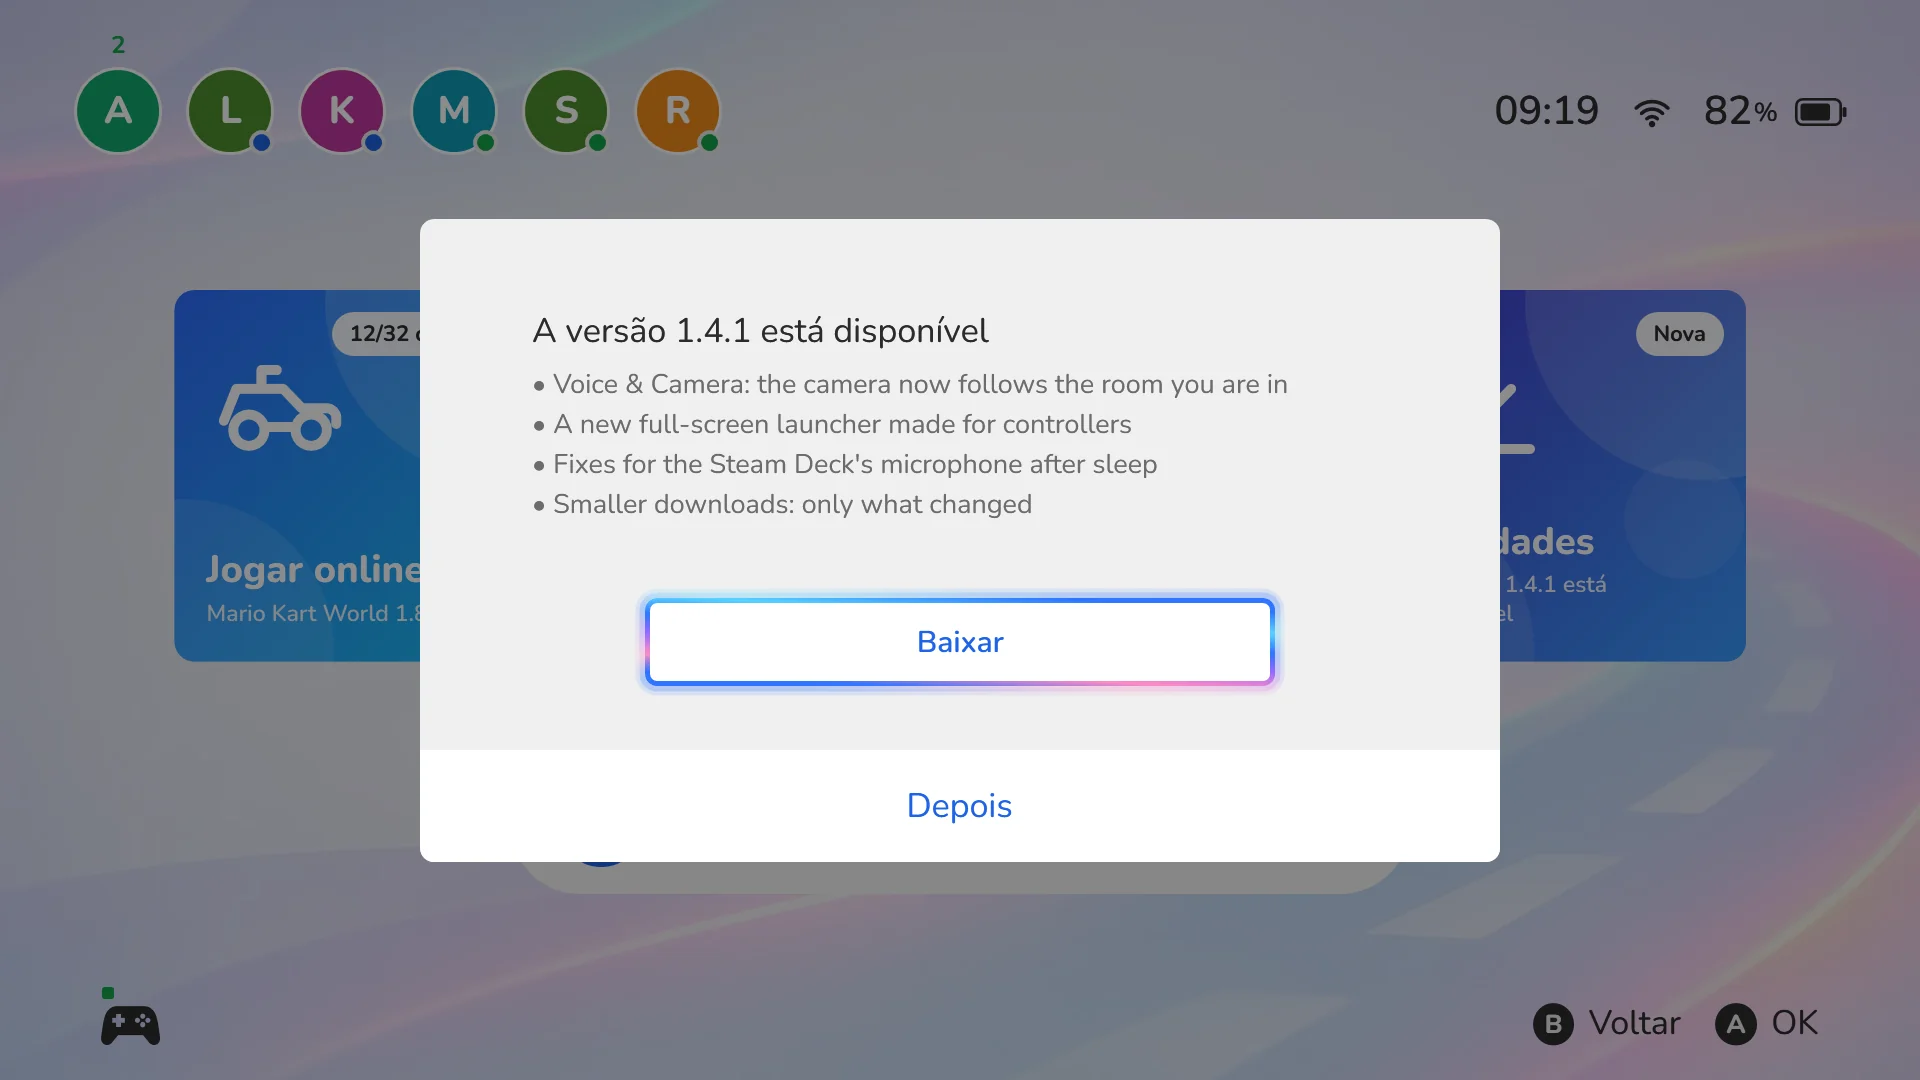 2
A
L
K
M
S
R
09:19
82%
12/32
Nova
A versão 1.4.1 está disponível
• Voice & Camera: the camera now follows the room you are in
• A new full-screen launcher made for controllers
• Fixes for the Steam Deck's microphone after sleep
• Smaller downloads: only what changed
Jogar online
Mario Kart World 1.8
dades
1.4.1 está
el
Baixar
Depois
B Voltar
A OK